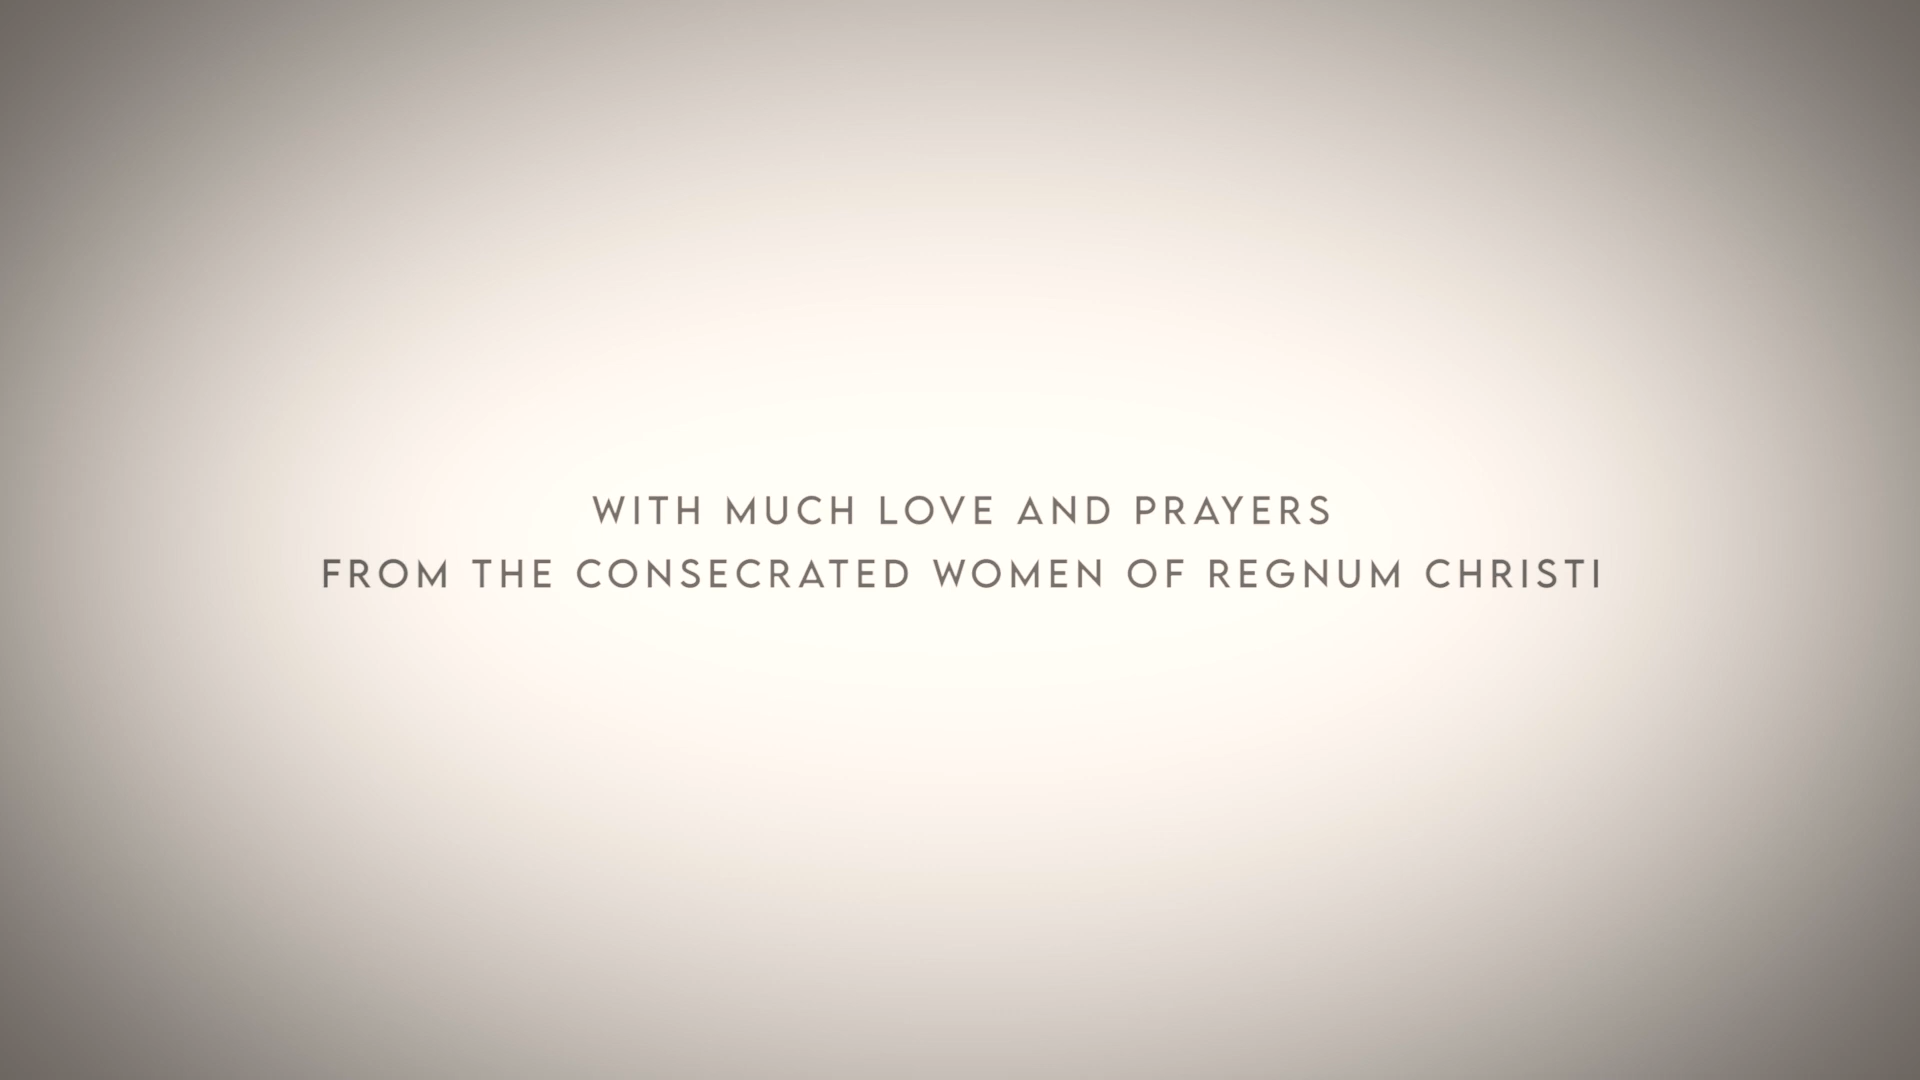 WITH MUCH LOVE AND PRAYERS
FROM THE CONSECRATED WOMEN OF REGNUM CHRISTI